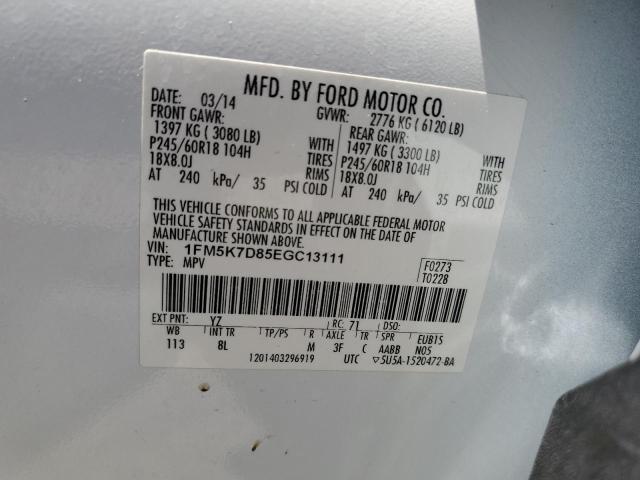 MFD. BY FORD MOTOR CO.
DATE: 03/14 GVWR: 2776 KG ( 6120 LB)
FRONT GAWR: REAR GAWR:
1397 KG ( 3080 LB) WITH 1497 KG ( 3300 LB) WITH
P245/60R18 104H TIRES P245/60R18 104H TIRES
18X8.0J RIMS 18X8.0J RIMS
AT 240 kPa/ 35 PSI COLD AT 240 kPa/ 35 PSI COLD
THIS VEHICLE CONFORMS TO ALL APPLICABLE FEDERAL MOTOR
VEHICLE SAFETY STANDARDS IN EFFECT ON THE DATE OF
MANUFACTURE SHOWN ABOVE.
VIN: 1FM5K7D85EGC13111 F0273
TYPE: MPV T0228
EXT PNT: YZ RC: 71 DSO:
WB INT TR TP/PS R AXLE TR SPR EUB1S
113 8L M 3F C AABB N05
1201403296919 UTC ▽5U5A-1520472-BA